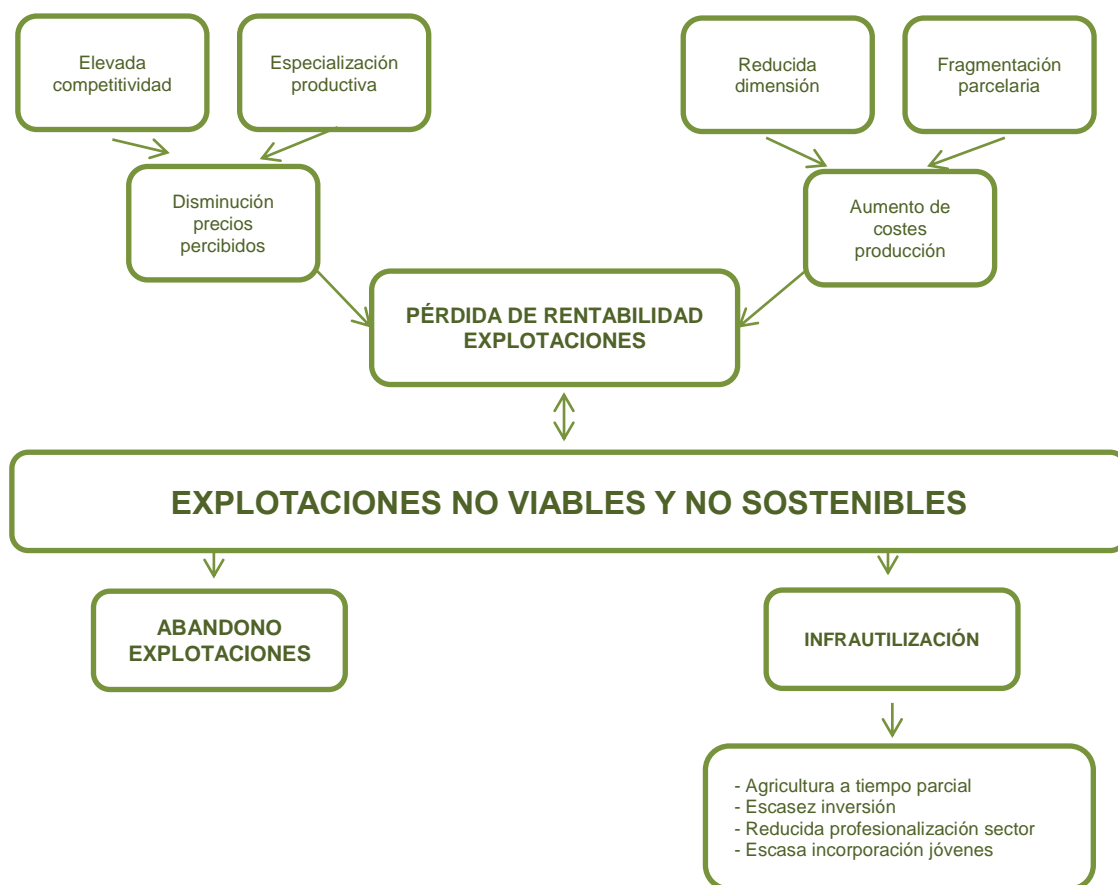 Elevada
competitividad
Especialización
productiva
Reducida
dimensión
Fragmentación
parcelaria
Disminución
precios
percibidos
Aumento de
costes
producción
PÉRDIDA DE RENTABILIDAD
EXPLOTACIONES
EXPLOTACIONES NO VIABLES Y NO SOSTENIBLES
ABANDONO
EXPLOTACIONES
INFRAUTILIZACIÓN
- Agricultura a tiempo parcial
- Escasez inversión
- Reducida profesionalización sector
- Escasa incorporación jóvenes